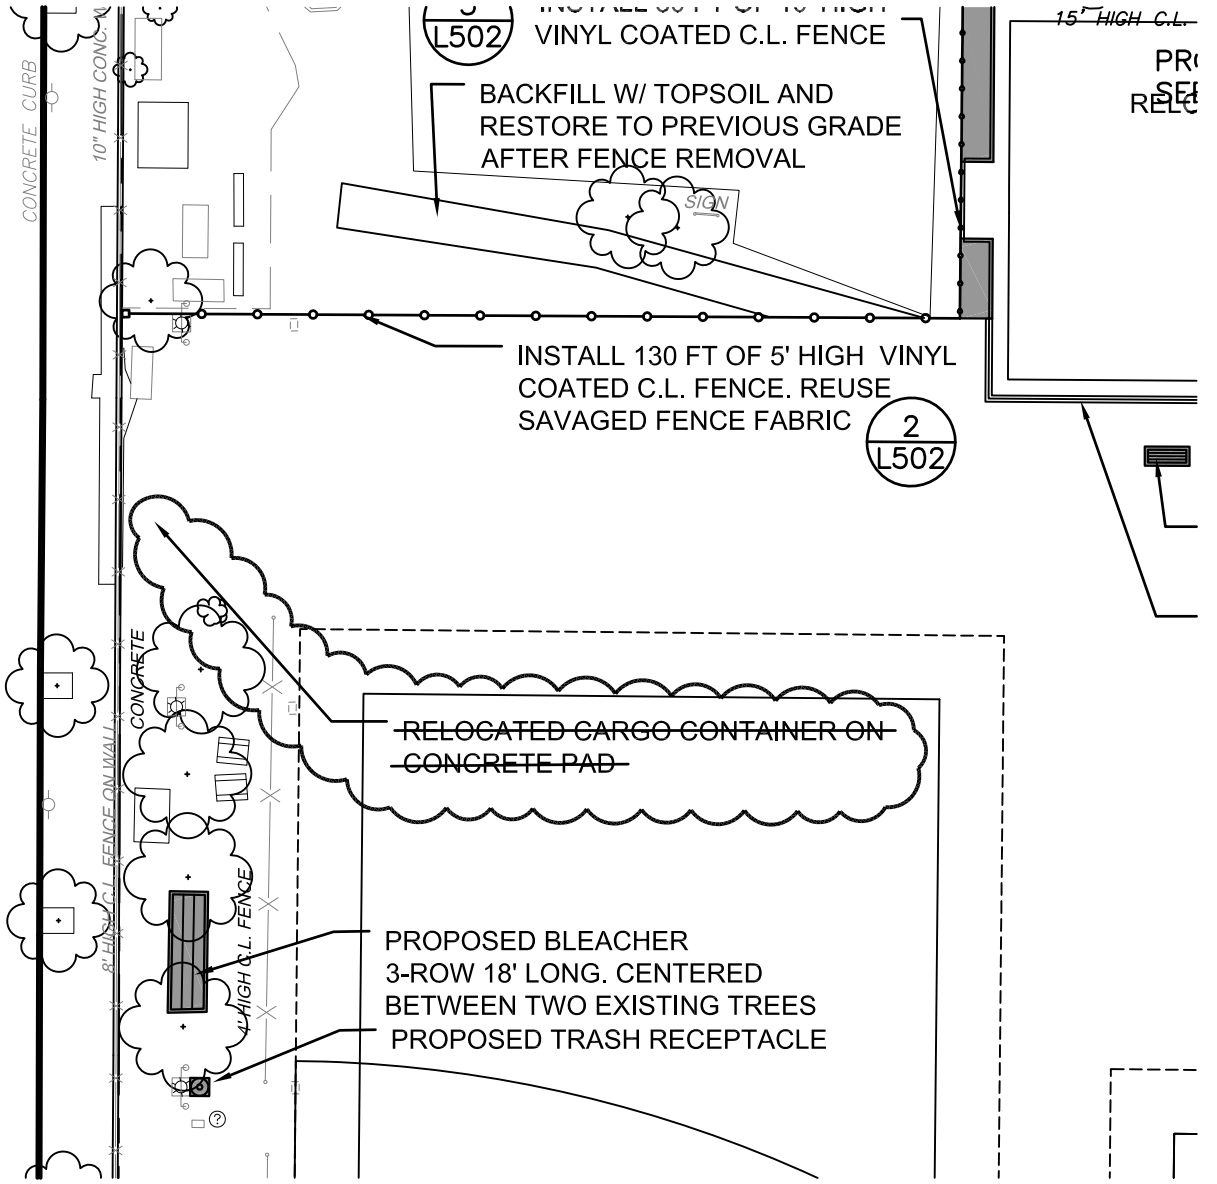 L502
VINYL COATED C.L. FENCE
15' HIGH C.L.
BACKFILL W/ TOPSOIL AND
RESTORE TO PREVIOUS GRADE
AFTER FENCE REMOVAL
CONCRETE CURB
10" HIGH CONC.
SIGN
INSTALL 130 FT OF 5' HIGH VINYL
COATED C.L. FENCE. REUSE
SAVAGED FENCE FABRIC
2
L502
CONCRETE
8' HIGH C.L. FENCE ON WALL
RELOCATED CARGO CONTAINER ON
CONCRETE PAD
4' HIGH C.L. FENCE
PROPOSED BLEACHER
3-ROW 18' LONG. CENTERED
BETWEEN TWO EXISTING TREES
PROPOSED TRASH RECEPTACLE
?